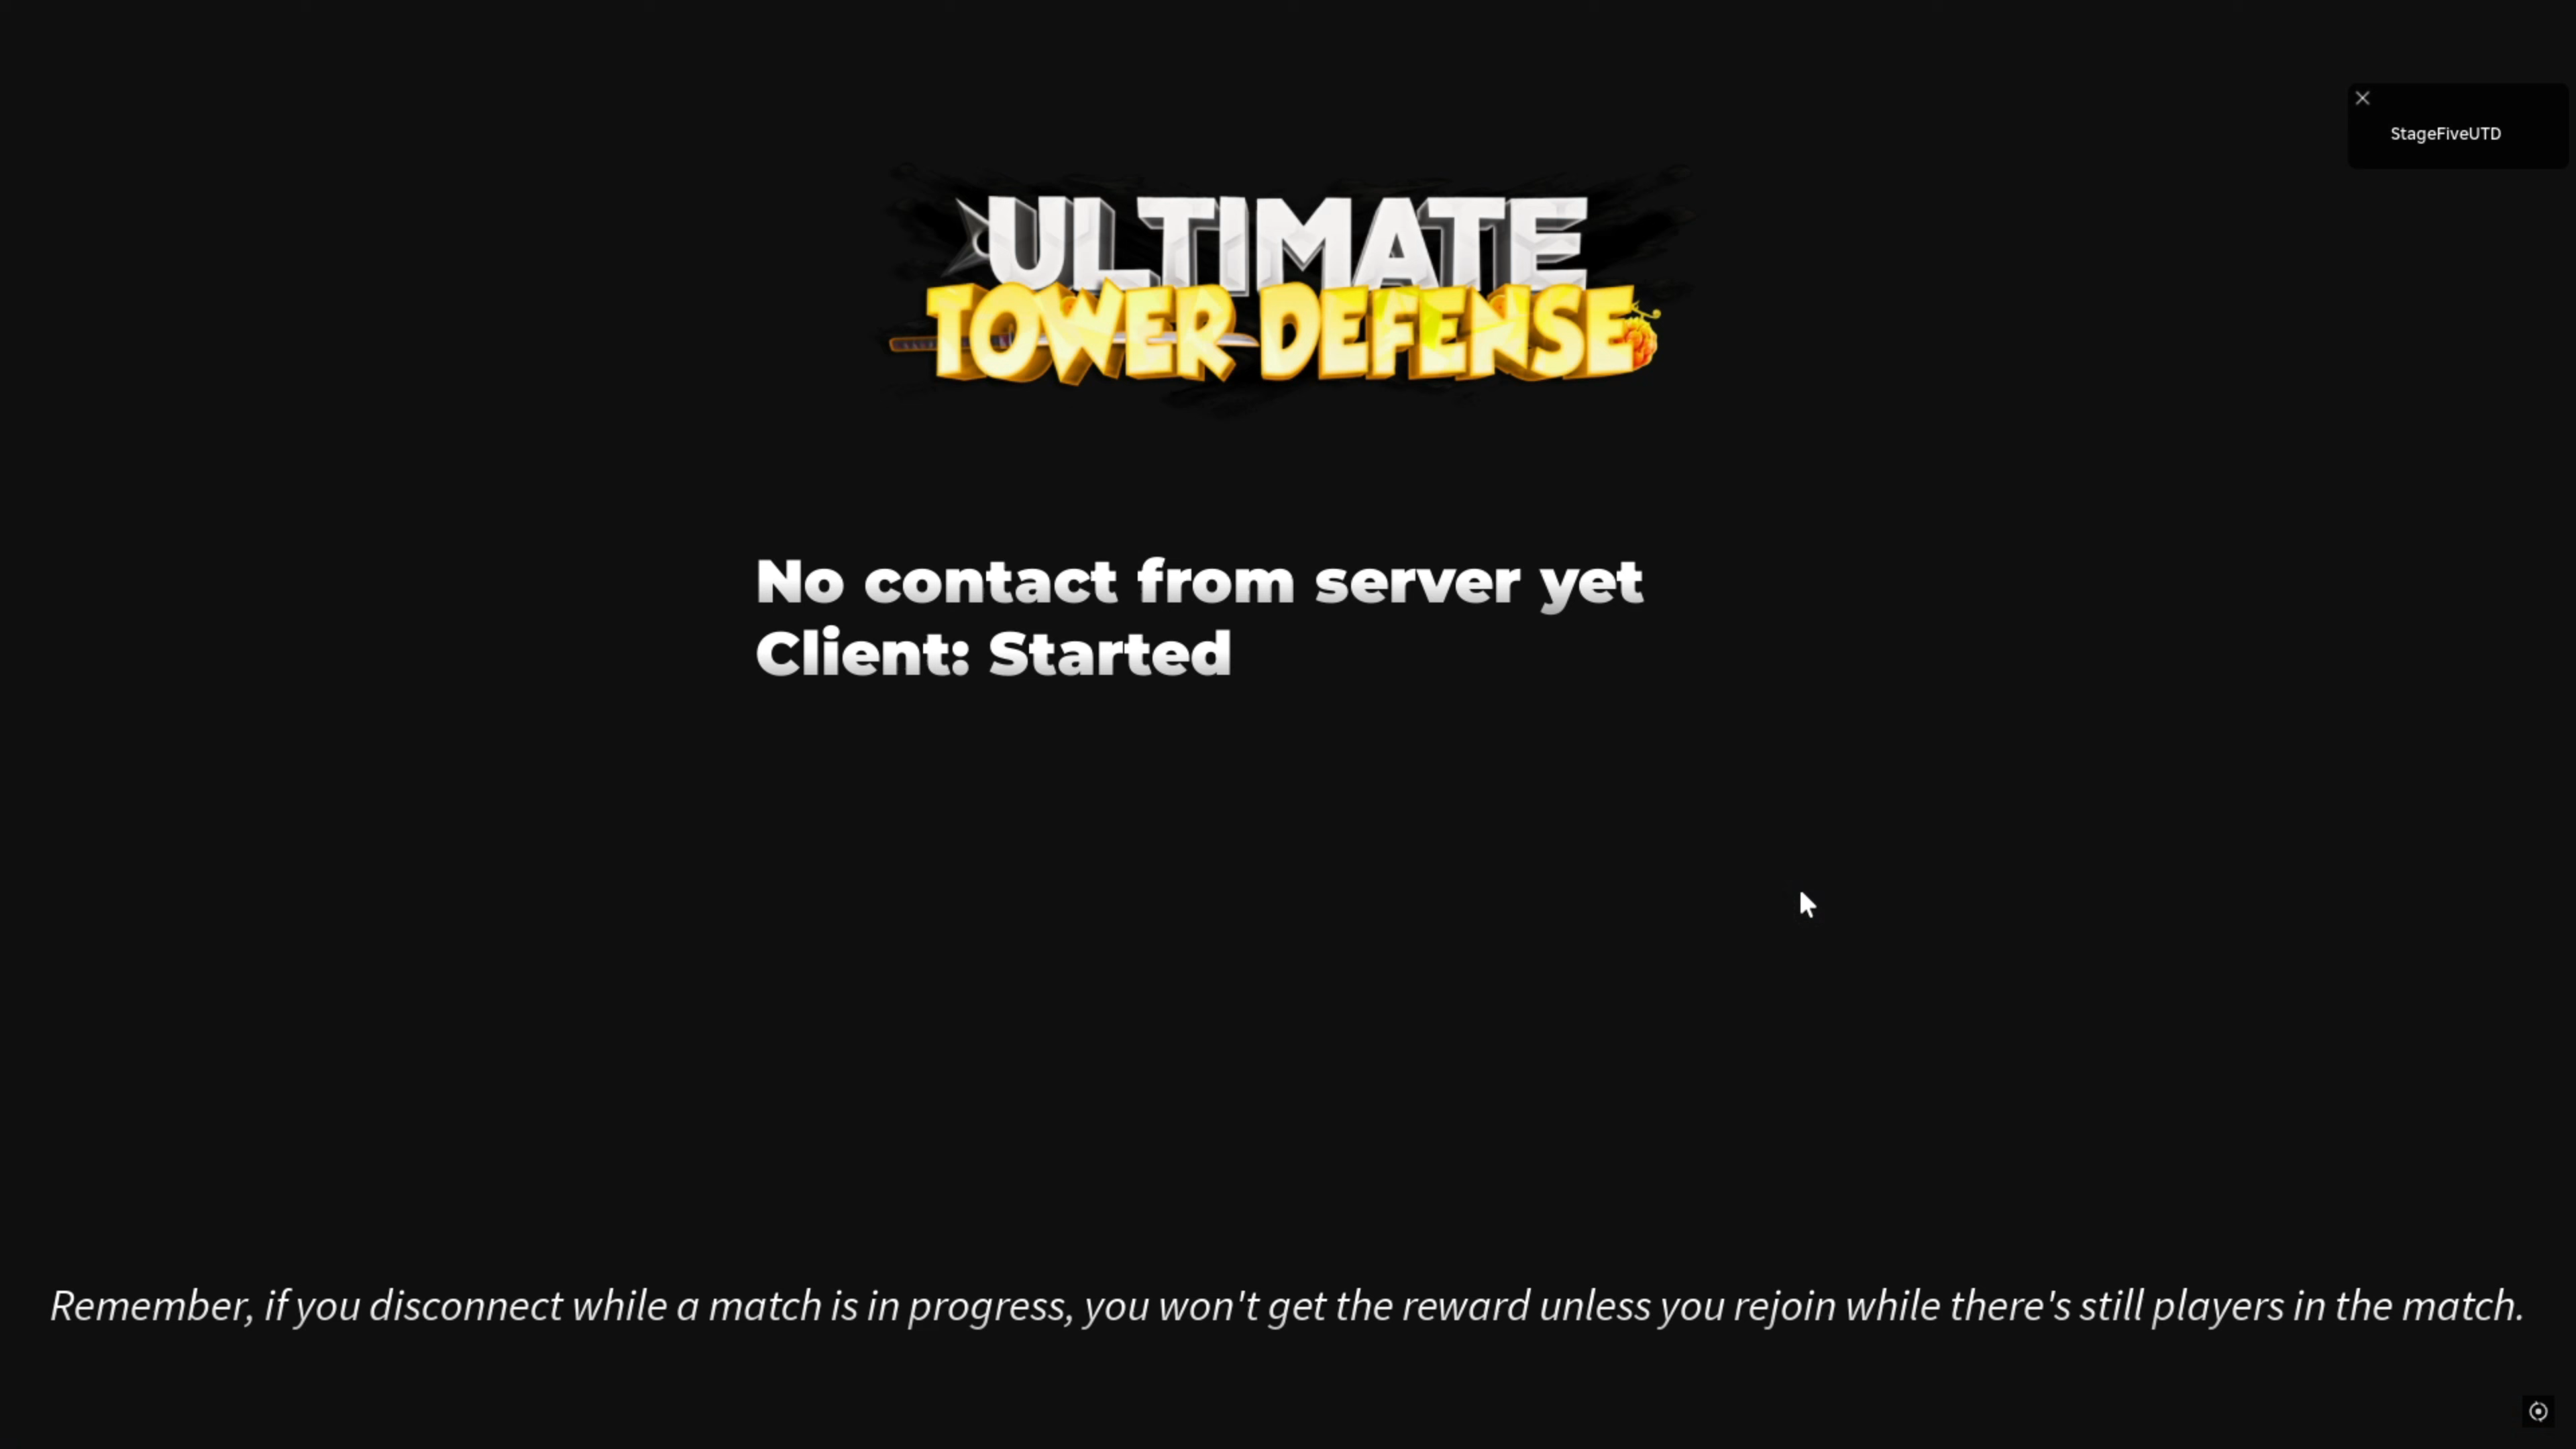 StageFiveUTD
ULTIMATE
TOWER DEFENSE
No contact from server yet
Client: Started
Remember, if you disconnect while a match is in progress, you won't get the reward unless you rejoin while there's still players in the match.